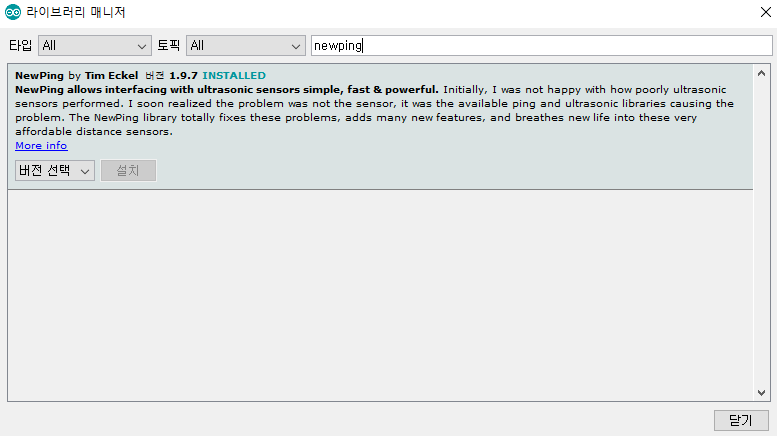 라이브러리 매니저
타입 All 토픽 All newping
NewPing by Tim Eckel 버전 1.9.7 INSTALLED
NewPing allows interfacing with ultrasonic sensors simple, fast & powerful. Initially, I was not happy with how poorly ultrasonic
sensors performed. I soon realized the problem was not the sensor, it was the available ping and ultrasonic libraries causing the
problem. The NewPing library totally fixes these problems, adds many new features, and breathes new life into these very
affordable distance sensors.
More info
버전 선택 설치
닫기